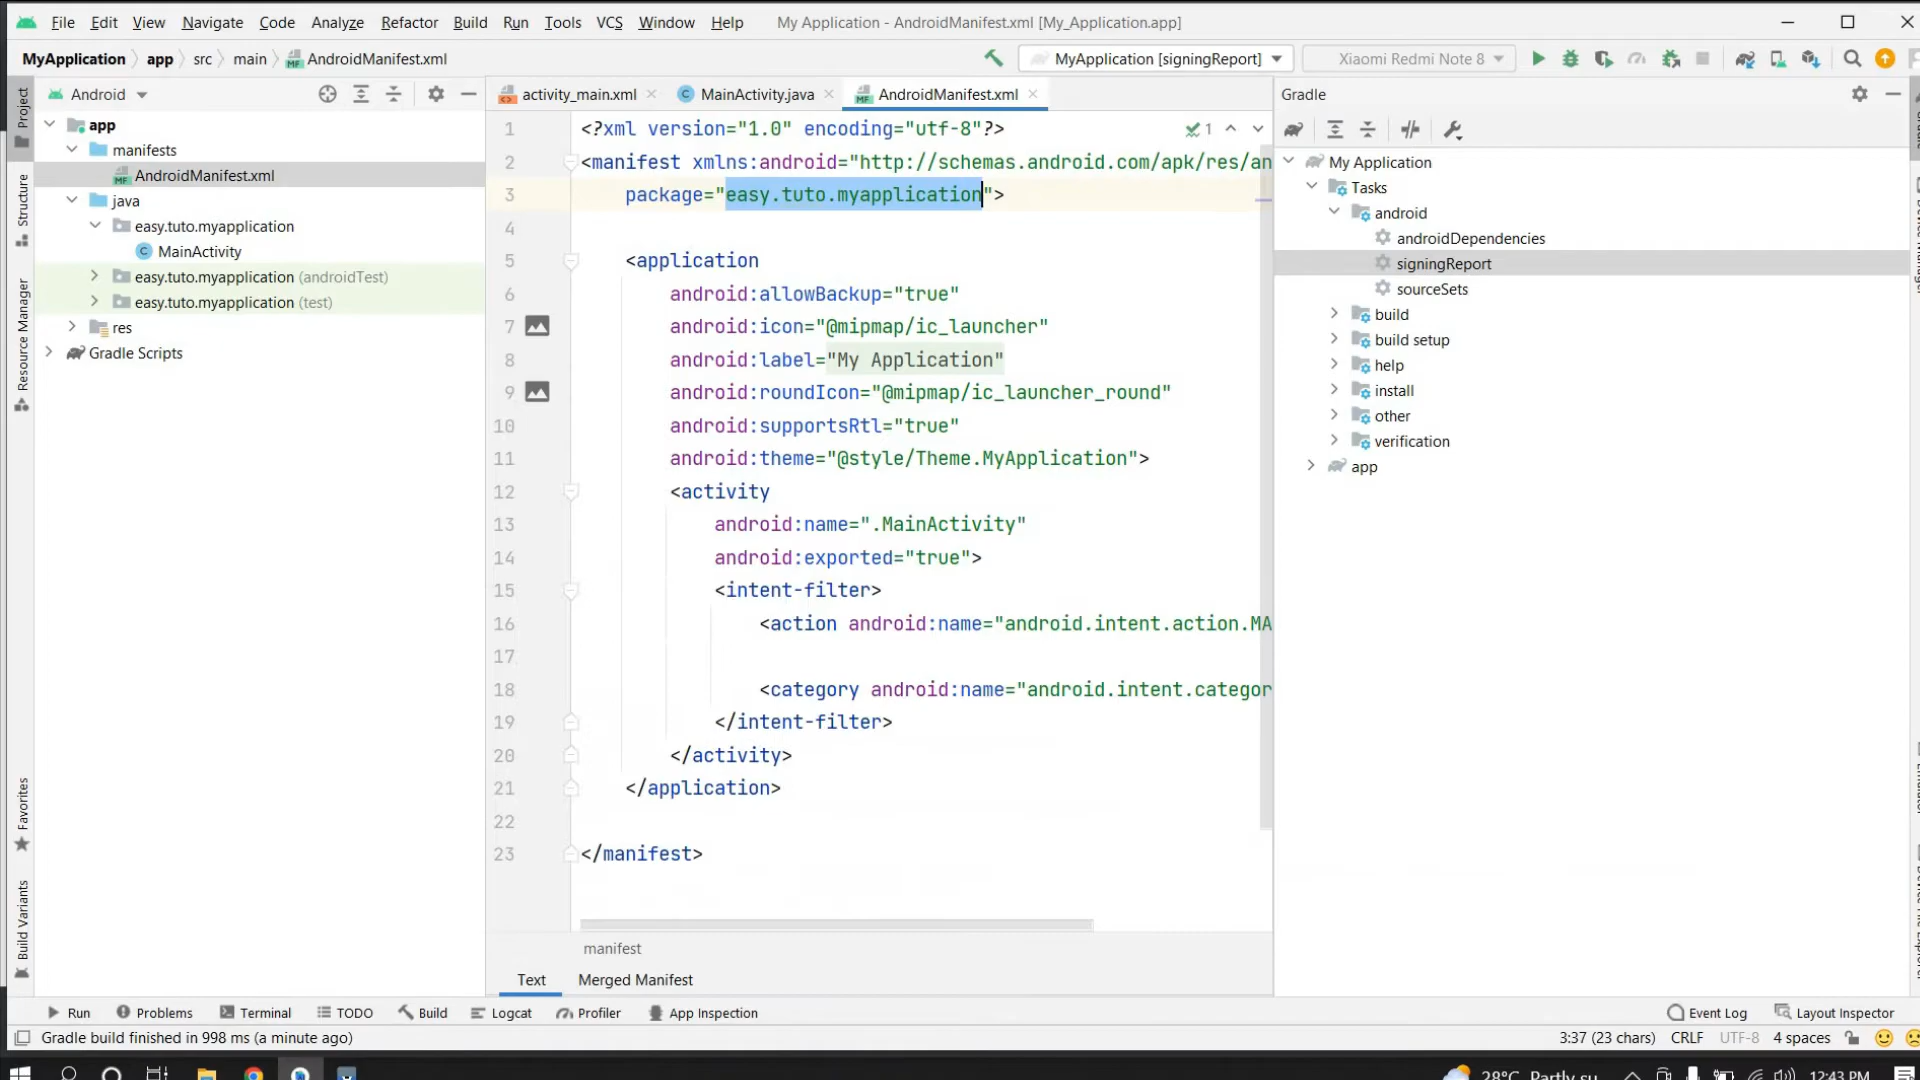 File Edit View Navigate Code Analyze Refactor Build Run Tools VCS Window Help My Application - AndroidManifest.xml [My_Application.app]
MyApplication app src main AndroidManifest.xml MyApplication [signingReport] Xiaomi Redmi Note 8
Project
Structure
Resource Manager
Favorites
Build Variants
Android
app
manifests
AndroidManifest.xml
java
easy.tuto.myapplication
MainActivity
easy.tuto.myapplication (androidTest)
easy.tuto.myapplication (test)
res
Gradle Scripts
activity_main.xml MainActivity.java AndroidManifest.xml
1 <?xml version="1.0" encoding="utf-8"?> 1
2 <manifest xmlns:android="http://schemas.android.com/apk/res/an
3 package="easy.tuto.myapplication">
4
5 <application
6 android:allowBackup="true"
7 android:icon="@mipmap/ic_launcher"
8 android:label="My Application"
9 android:roundIcon="@mipmap/ic_launcher_round"
10 android:supportsRtl="true"
11 android:theme="@style/Theme.MyApplication">
12 <activity
13 android:name=".MainActivity"
14 android:exported="true">
15 <intent-filter>
16 <action android:name="android.intent.action.MA
17
18 <category android:name="android.intent.categor
19 </intent-filter>
20 </activity>
21 </application>
22
23 </manifest>
manifest
Text Merged Manifest
Gradle
My Application
Tasks
android
androidDependencies
signingReport
sourceSets
build
build setup
help
install
other
verification
app
Run Problems Terminal TODO Build Logcat Profiler App Inspection Event Log Layout Inspector
Gradle build finished in 998 ms (a minute ago) 3:37 (23 chars) CRLF UTF-8 4 spaces
28°C Partly su 12:43 PM